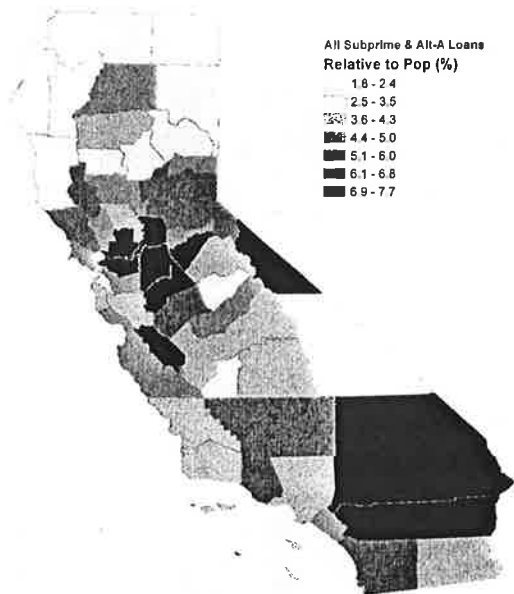 All Subprime & Alt-A Loans
Relative to Pop (%)
1.8 - 2.4
2.5 - 3.5
3.6 - 4.3
4.4 - 5.0
5.1 - 6.0
6.1 - 6.8
6.9 - 7.7